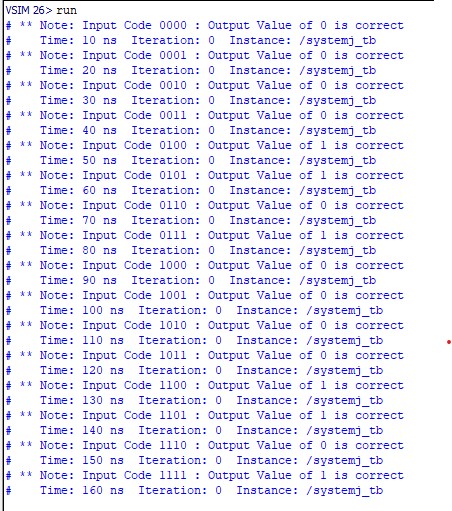 VSIM 26> run
# ** Note: Input Code 0000 : Output Value of 0 is correct
#    Time: 10 ns  Iteration: 0  Instance: /systemj_tb
# ** Note: Input Code 0001 : Output Value of 0 is correct
#    Time: 20 ns  Iteration: 0  Instance: /systemj_tb
# ** Note: Input Code 0010 : Output Value of 0 is correct
#    Time: 30 ns  Iteration: 0  Instance: /systemj_tb
# ** Note: Input Code 0011 : Output Value of 0 is correct
#    Time: 40 ns  Iteration: 0  Instance: /systemj_tb
# ** Note: Input Code 0100 : Output Value of 1 is correct
#    Time: 50 ns  Iteration: 0  Instance: /systemj_tb
# ** Note: Input Code 0101 : Output Value of 1 is correct
#    Time: 60 ns  Iteration: 0  Instance: /systemj_tb
# ** Note: Input Code 0110 : Output Value of 0 is correct
#    Time: 70 ns  Iteration: 0  Instance: /systemj_tb
# ** Note: Input Code 0111 : Output Value of 1 is correct
#    Time: 80 ns  Iteration: 0  Instance: /systemj_tb
# ** Note: Input Code 1000 : Output Value of 0 is correct
#    Time: 90 ns  Iteration: 0  Instance: /systemj_tb
# ** Note: Input Code 1001 : Output Value of 0 is correct
#    Time: 100 ns  Iteration: 0  Instance: /systemj_tb
# ** Note: Input Code 1010 : Output Value of 0 is correct
#    Time: 110 ns  Iteration: 0  Instance: /systemj_tb
# ** Note: Input Code 1011 : Output Value of 0 is correct
#    Time: 120 ns  Iteration: 0  Instance: /systemj_tb
# ** Note: Input Code 1100 : Output Value of 1 is correct
#    Time: 130 ns  Iteration: 0  Instance: /systemj_tb
# ** Note: Input Code 1101 : Output Value of 1 is correct
#    Time: 140 ns  Iteration: 0  Instance: /systemj_tb
# ** Note: Input Code 1110 : Output Value of 0 is correct
#    Time: 150 ns  Iteration: 0  Instance: /systemj_tb
# ** Note: Input Code 1111 : Output Value of 1 is correct
#    Time: 160 ns  Iteration: 0  Instance: /systemj_tb